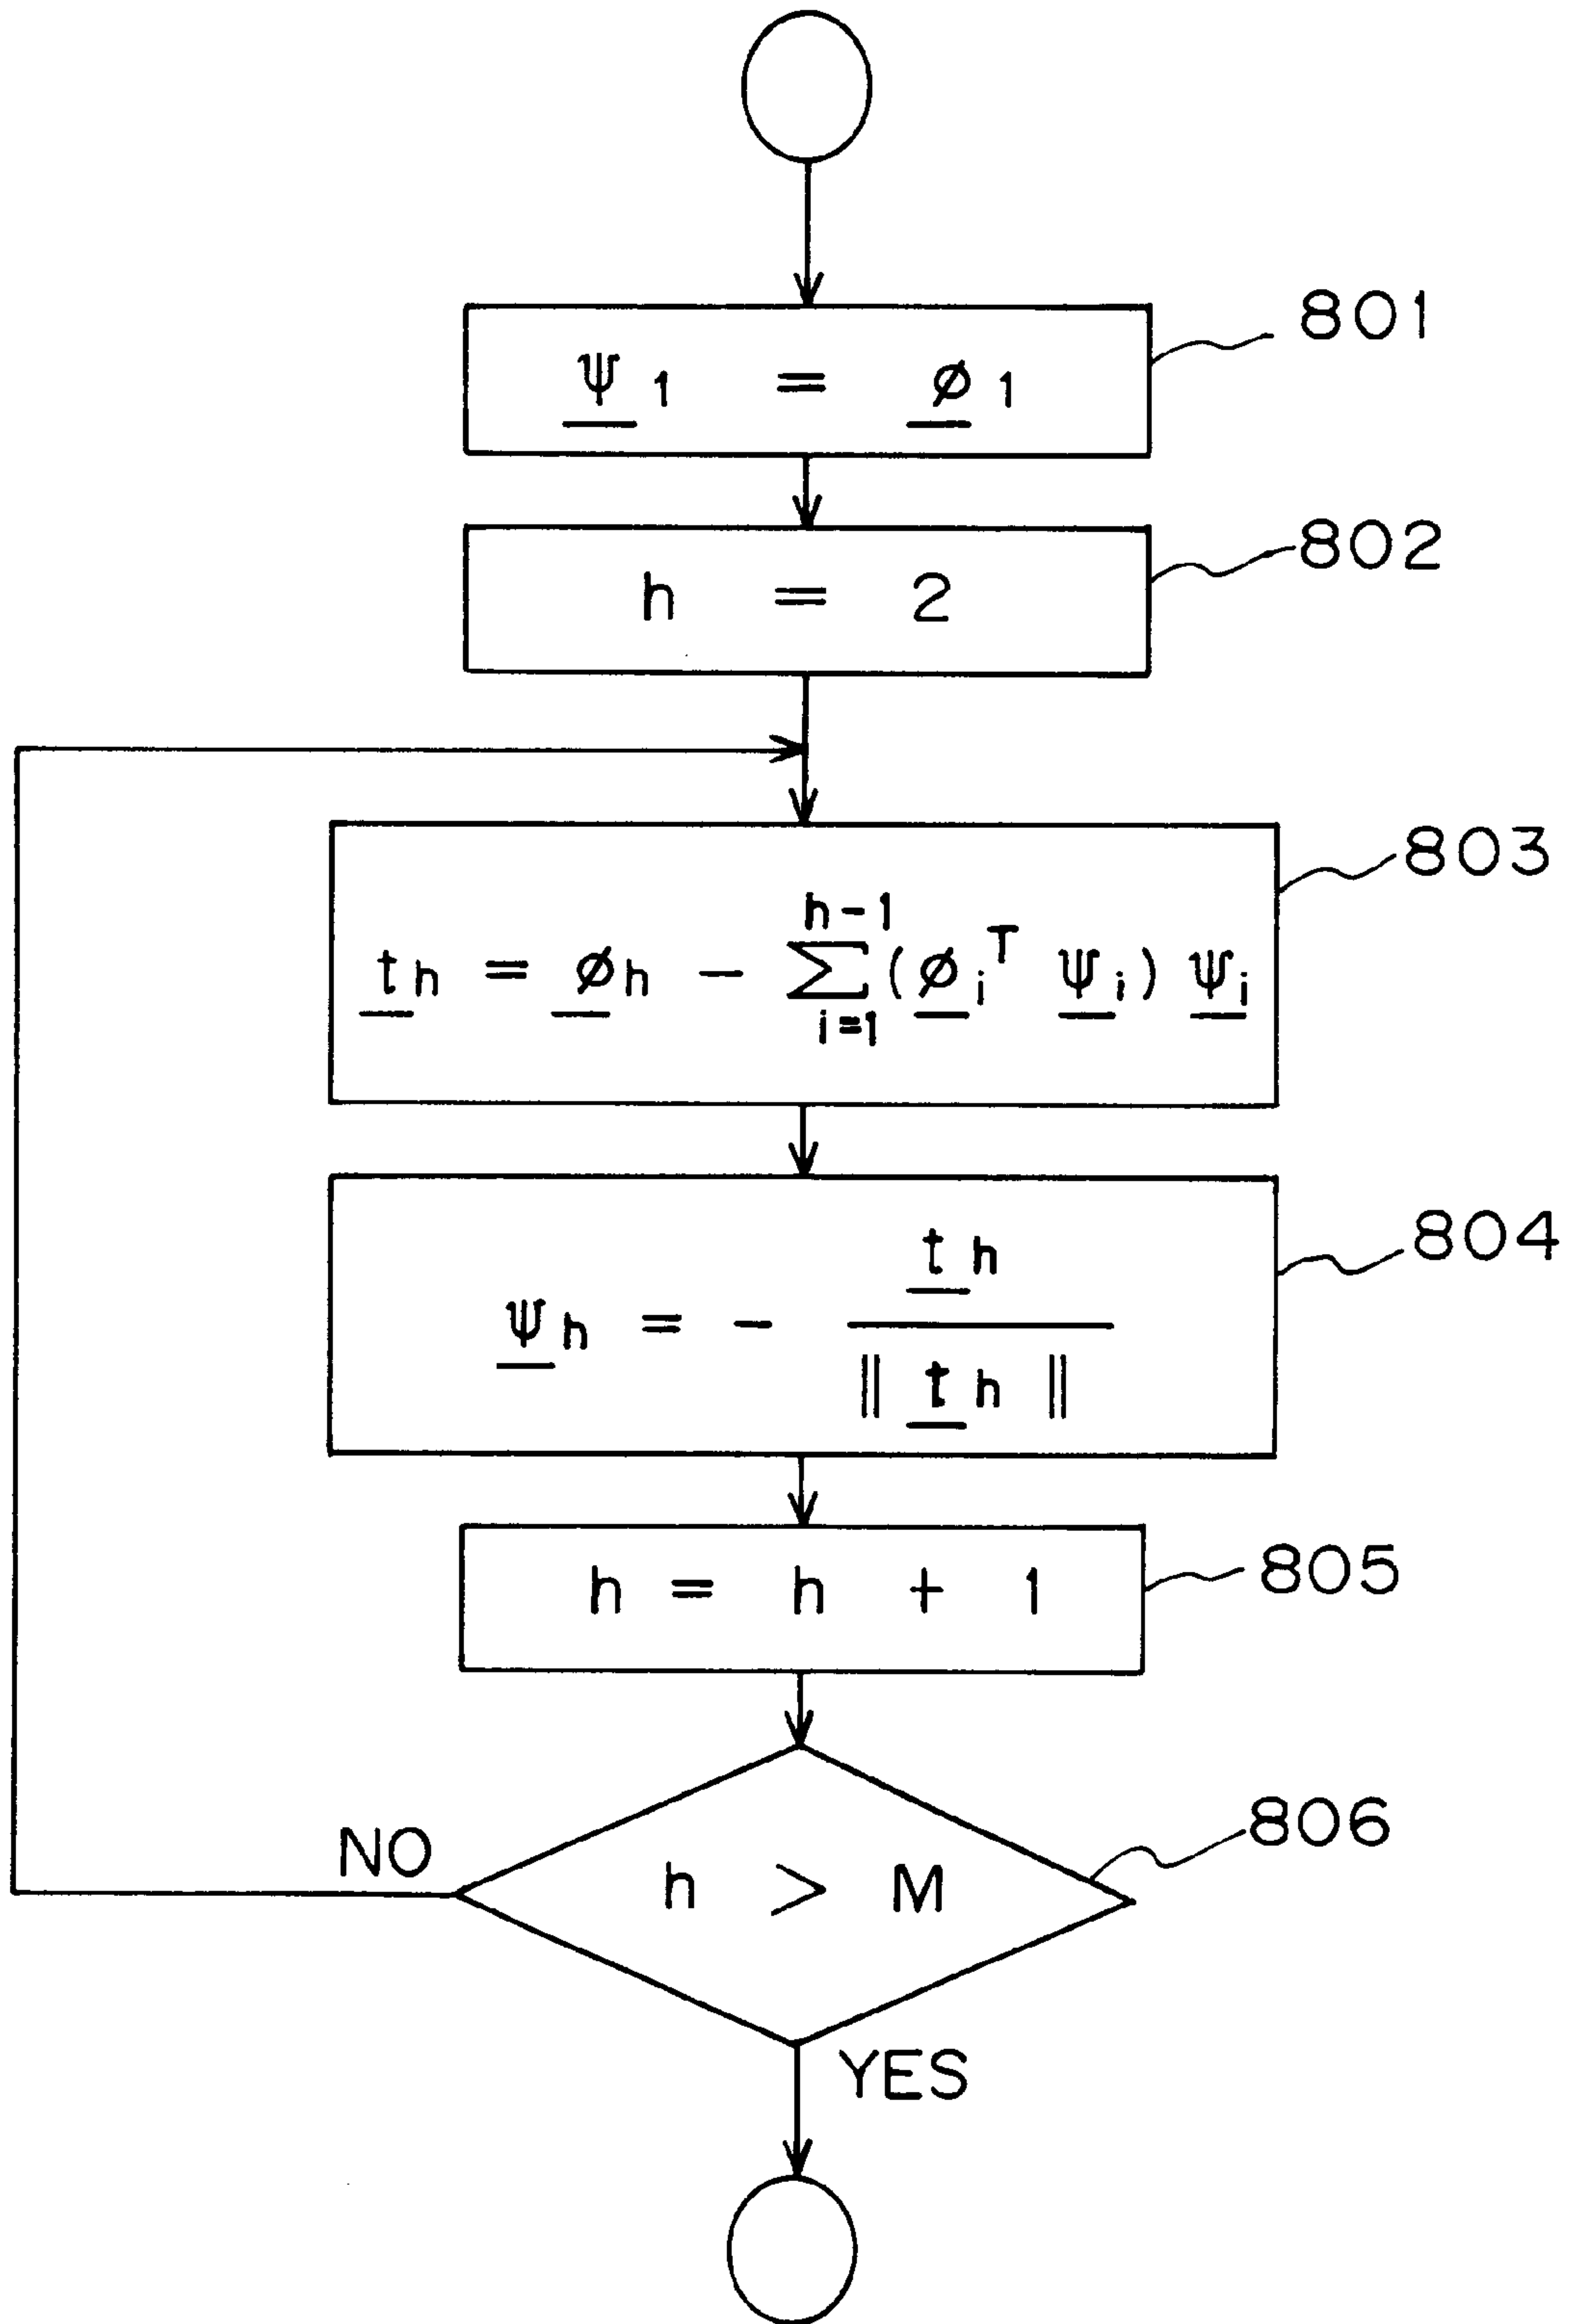 801
ψ1 = ø1
802
h = 2
803
th = øh - Σ(i=1, h-1) (øi^T ψi) ψi
804
ψh = - th / ‖ th ‖
805
h = h + 1
806
NO
h > M
YES